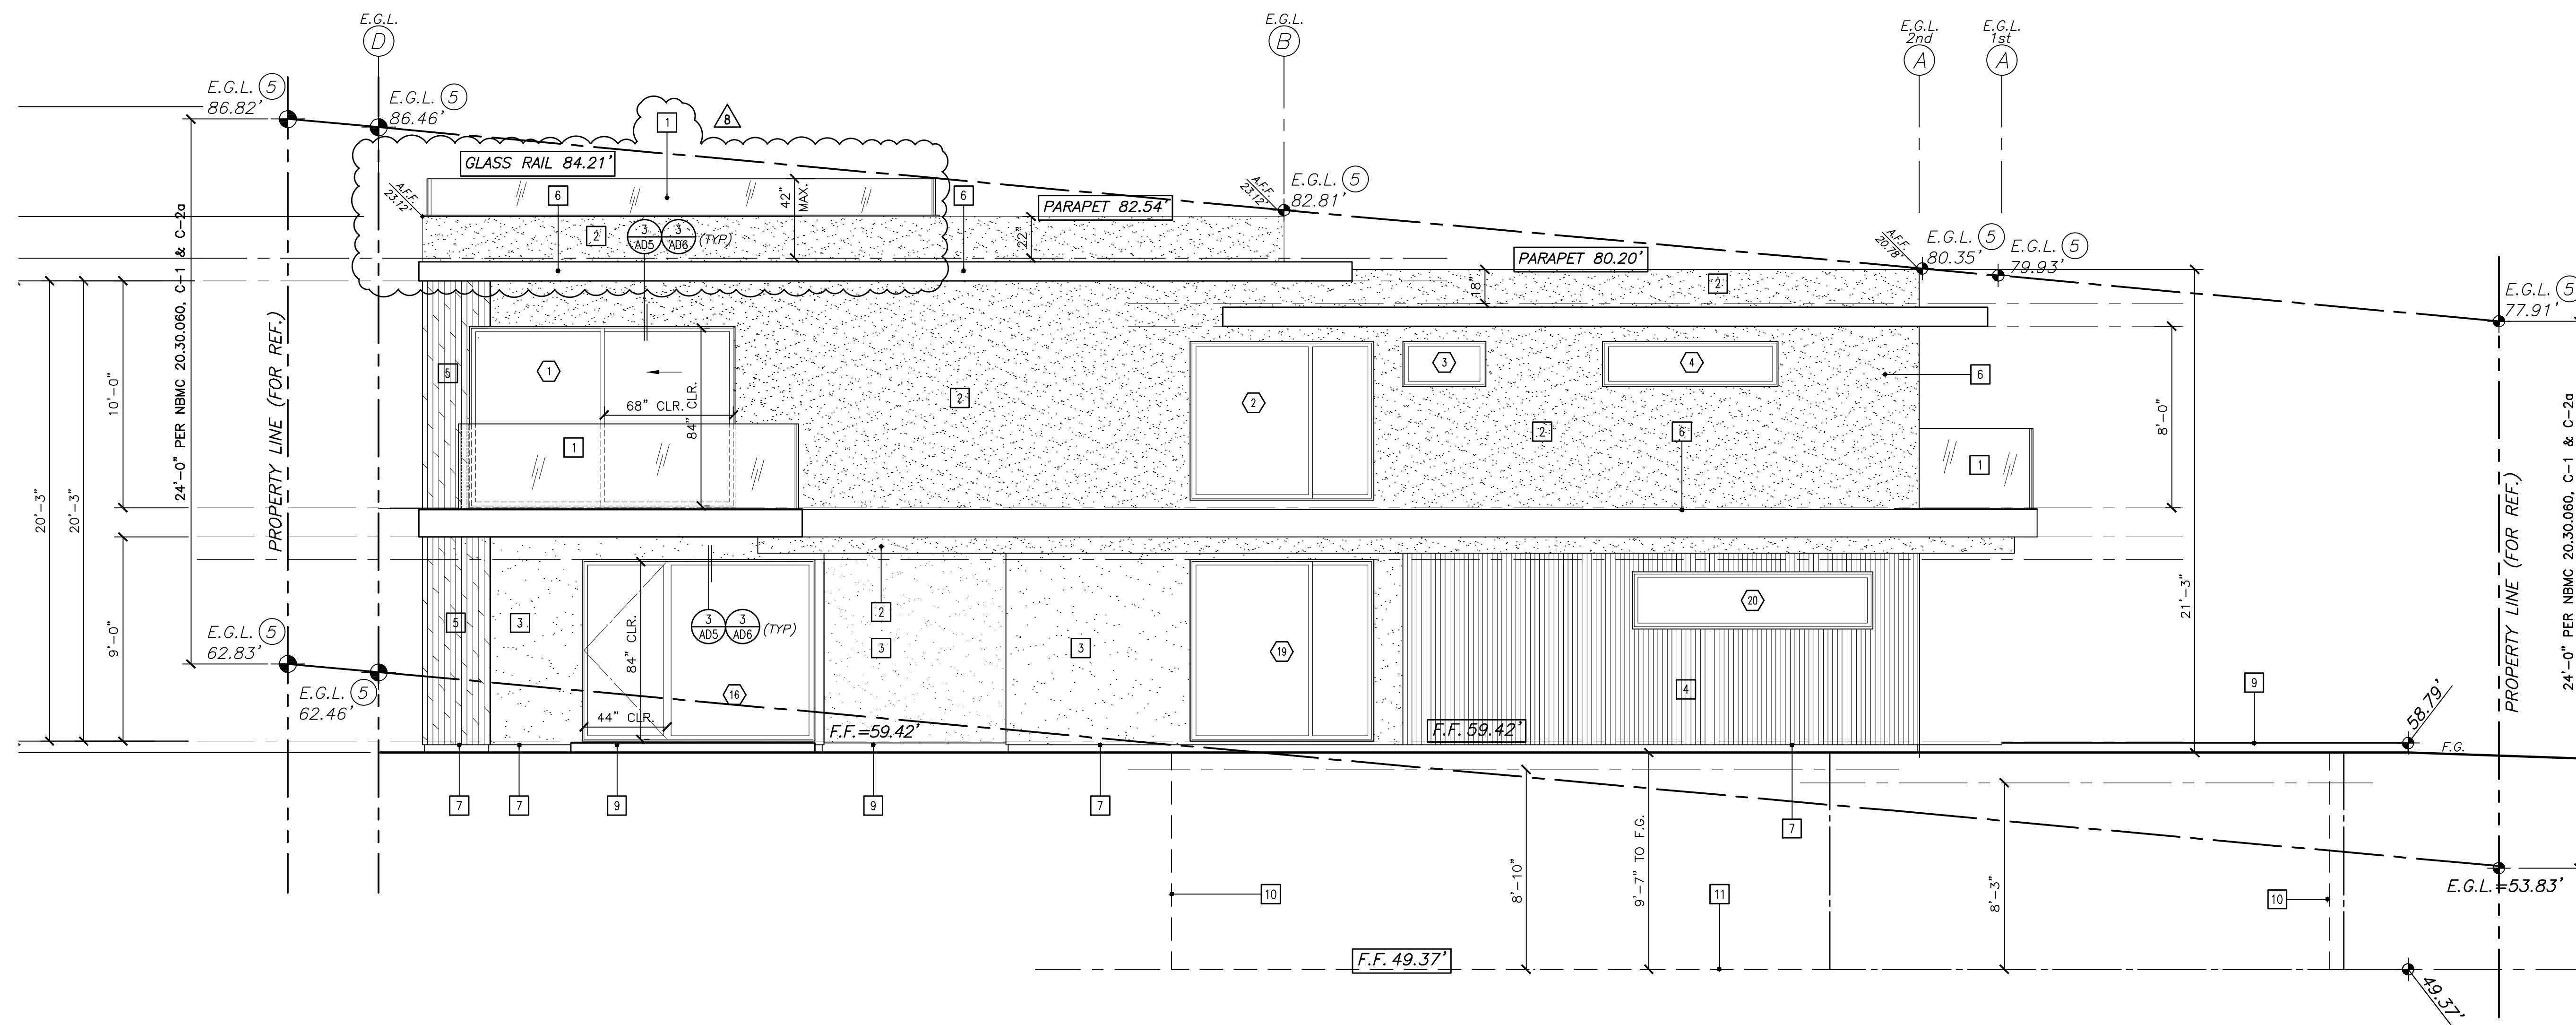 E.G.L.
D
E.G.L.
B
E.G.L.
2nd
A
E.G.L.
1st
A
E.G.L. 5
86.82'
E.G.L. 5
86.46'
1
8
GLASS RAIL 84.21'
A.F.F.
23.12'
6
42"
MAX.
6
PARAPET 82.54'
A.F.F.
23.12'
E.G.L. 5
82.81'
2
3
AD5
3
AD6
(TYP.)
22"
PARAPET 80.20'
A.F.F.
20.78'
E.G.L. 5
80.35'
E.G.L. 5
79.93'
18"
2
E.G.L. 5
77.91'
24'-0" PER NBMC 20.30.060, C-1 & C-2a
PROPERTY LINE (FOR REF.)
20'-3"
20'-3"
10'-0"
9'-0"
5
1
68" CLR.
84" CLR.
1
2
2
3
4
6
2
6
1
8'-0"
21'-3"
PROPERTY LINE (FOR REF.)
24'-0" PER NBMC 20.30.060, C-1 & C-2a
E.G.L. 5
62.83'
E.G.L. 5
62.46'
5
3
84" CLR.
44" CLR.
3
AD5
3
AD6
(TYP)
16
2
3
3
19
20
4
F.F.=59.42'
F.F. 59.42'
9
58.79'
F.G.
7
7
9
9
7
7
10
8'-10"
9'-7" TO F.G.
11
8'-3"
10
E.G.L.=53.83'
F.F. 49.37'
49.37'